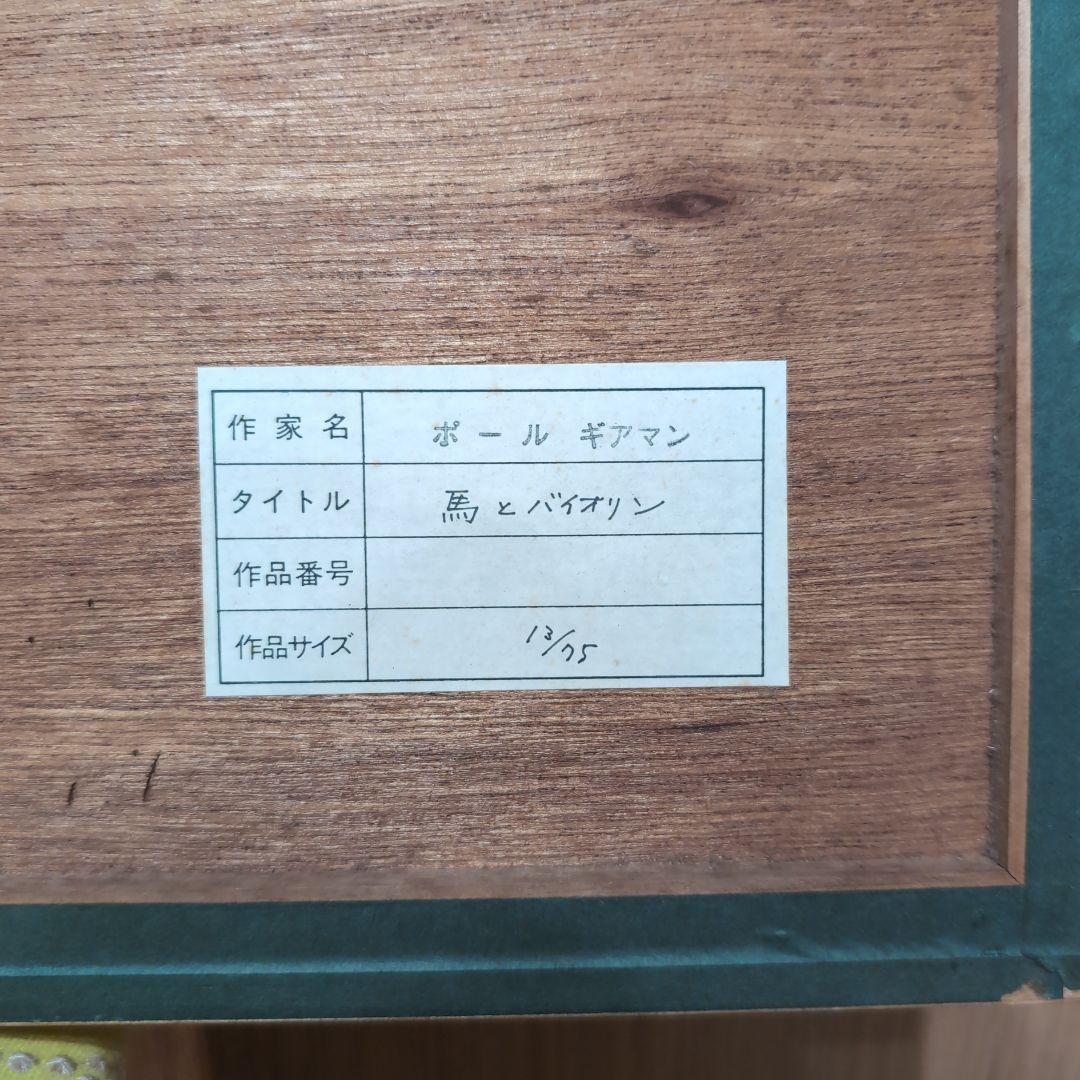 作家名 ポール ギアマン
タイトル 馬とバイオリン
作品番号
作品サイズ 13/75